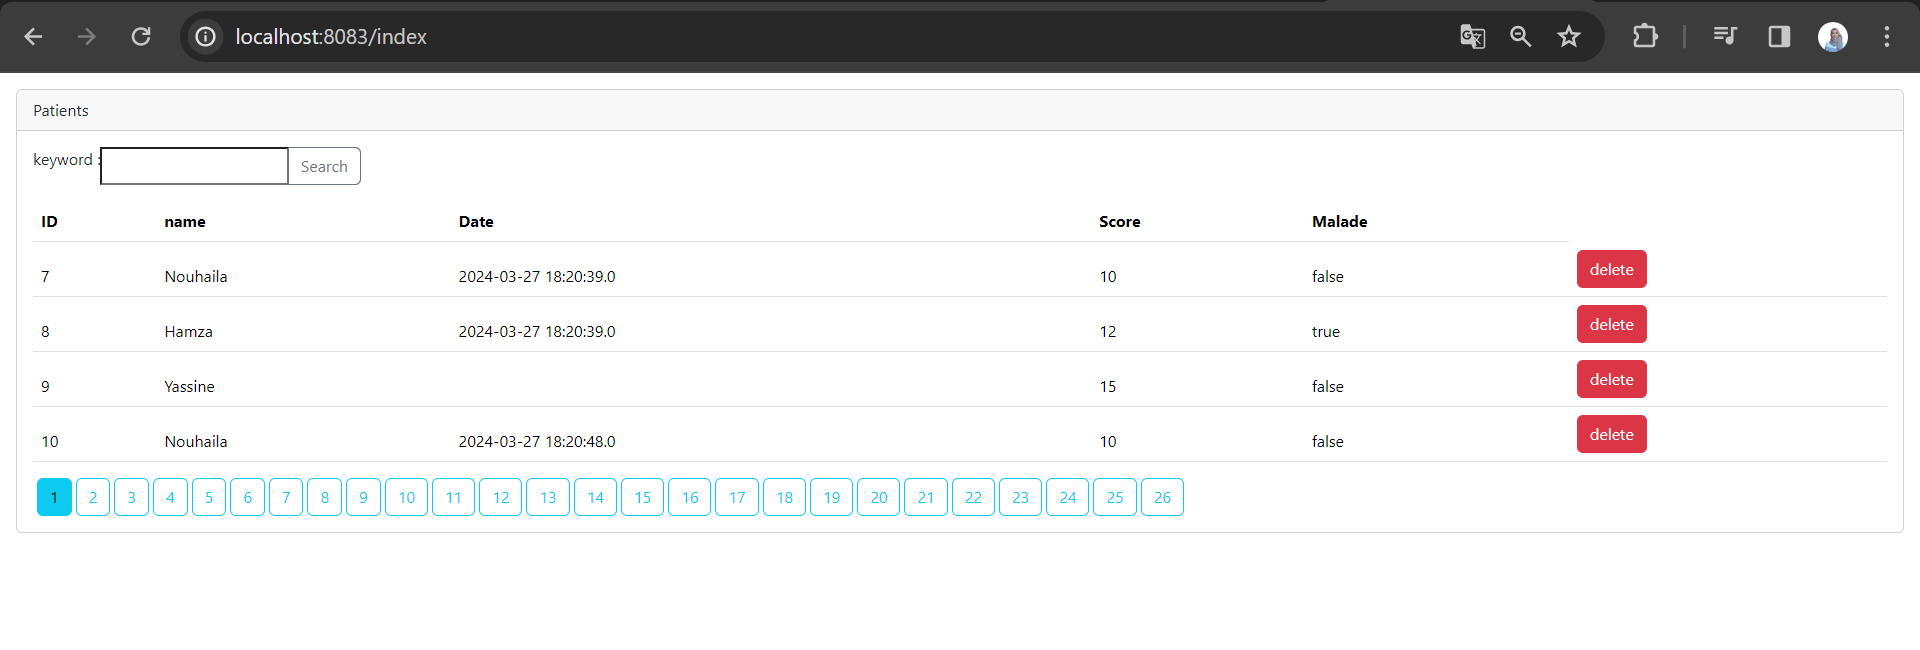 localhost:8083/index
Patients
keyword : Search
ID name Date Score Malade
7 Nouhaila 2024-03-27 18:20:39.0 10 false delete
8 Hamza 2024-03-27 18:20:39.0 12 true delete
9 Yassine 15 false delete
10 Nouhaila 2024-03-27 18:20:48.0 10 false delete
1 2 3 4 5 6 7 8 9 10 11 12 13 14 15 16 17 18 19 20 21 22 23 24 25 26